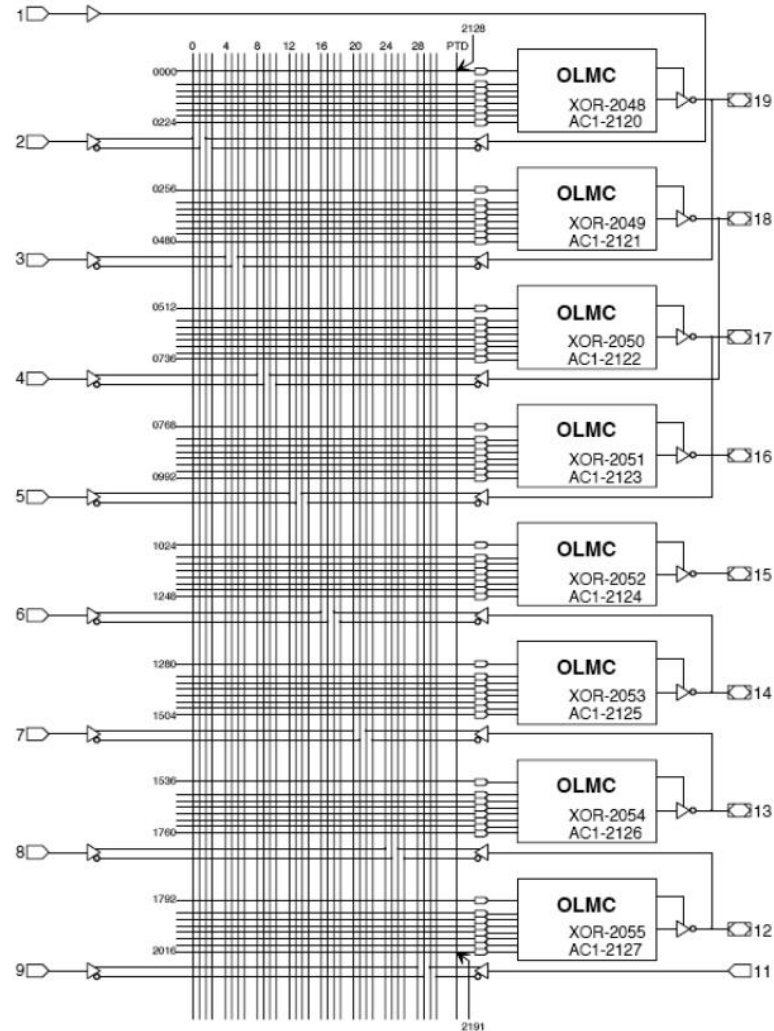 1
2128
0 4 8 12 16 20 24 28 PTD
0000
OLMC
XOR-2048
19
AC1-2120
0224
2
0256
OLMC
XOR-2049
18
AC1-2121
0480
3
0512
OLMC
XOR-2050
17
AC1-2122
0736
4
0768
OLMC
XOR-2051
16
AC1-2123
0992
5
1024
OLMC
XOR-2052
15
AC1-2124
1248
6
1280
OLMC
XOR-2053
14
AC1-2125
1504
7
1536
OLMC
XOR-2054
13
AC1-2126
1760
8
1792
OLMC
XOR-2055
12
AC1-2127
2016
9
11
2191